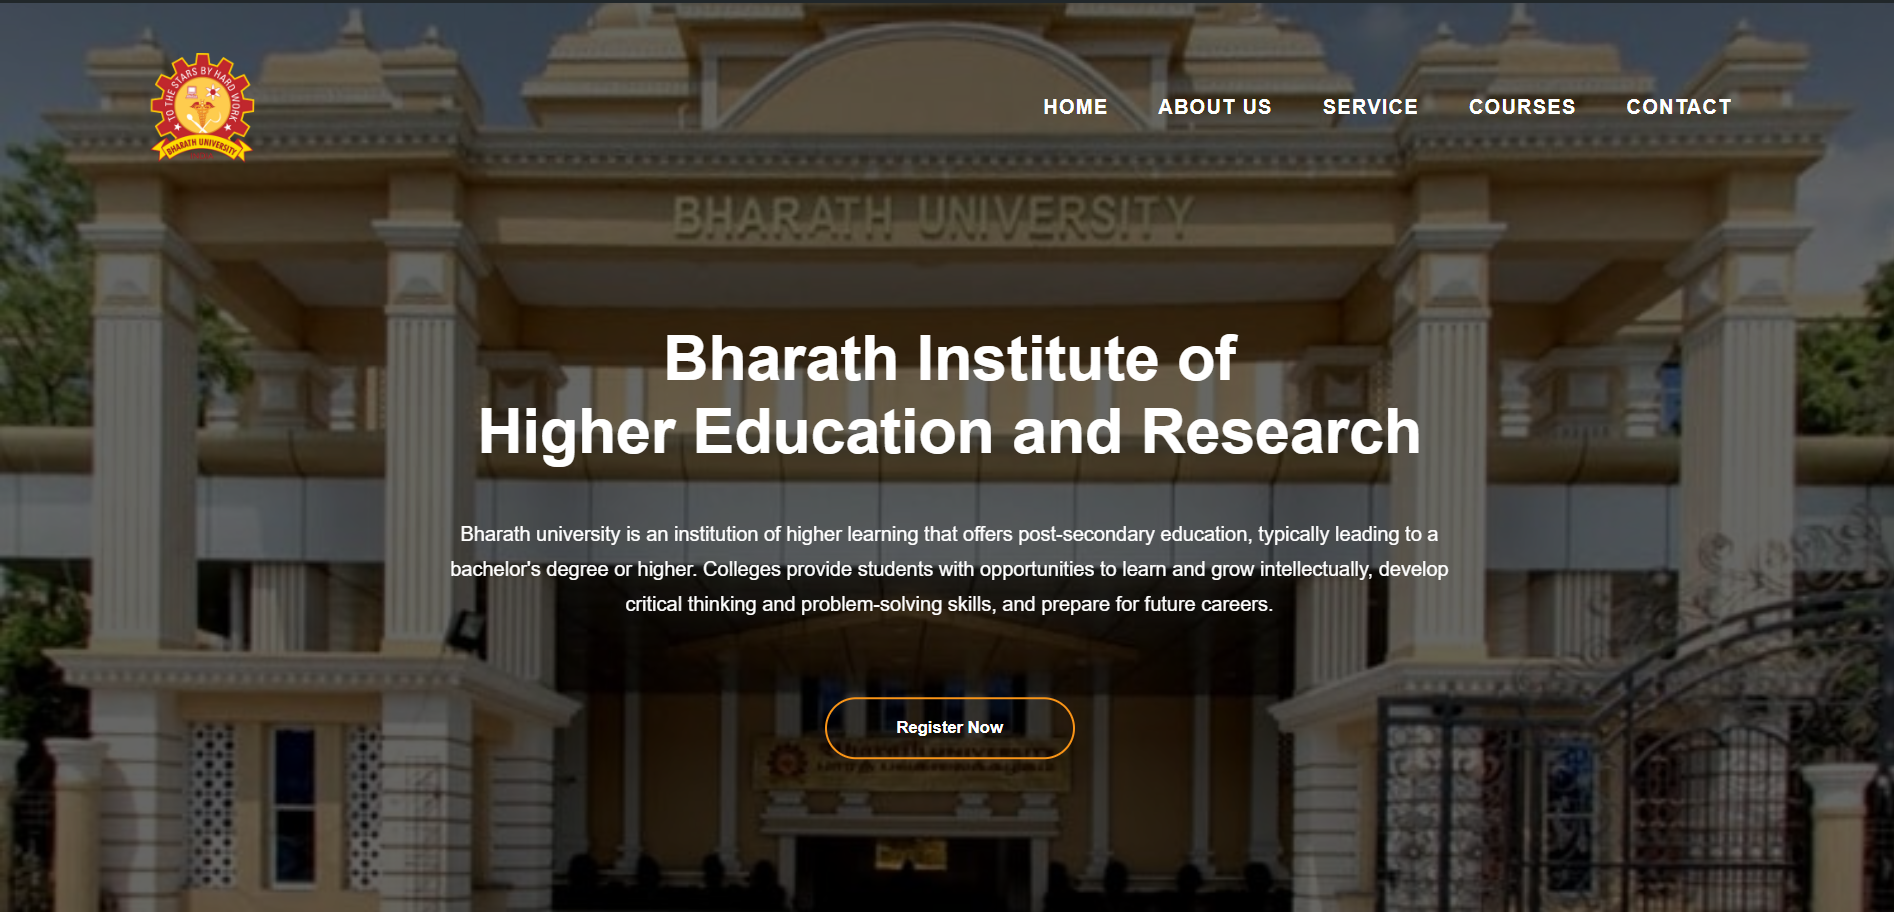 TO THE STARS BY HARD WORK
BHARATH UNIVERSITY
HOME ABOUT US SERVICE COURSES CONTACT
BHARATH UNIVERSITY
Bharath Institute of
Higher Education and Research
Bharath university is an institution of higher learning that offers post-secondary education, typically leading to a
bachelor's degree or higher. Colleges provide students with opportunities to learn and grow intellectually, develop
critical thinking and problem-solving skills, and prepare for future careers.
Register Now
Bharath UNIVERSITY